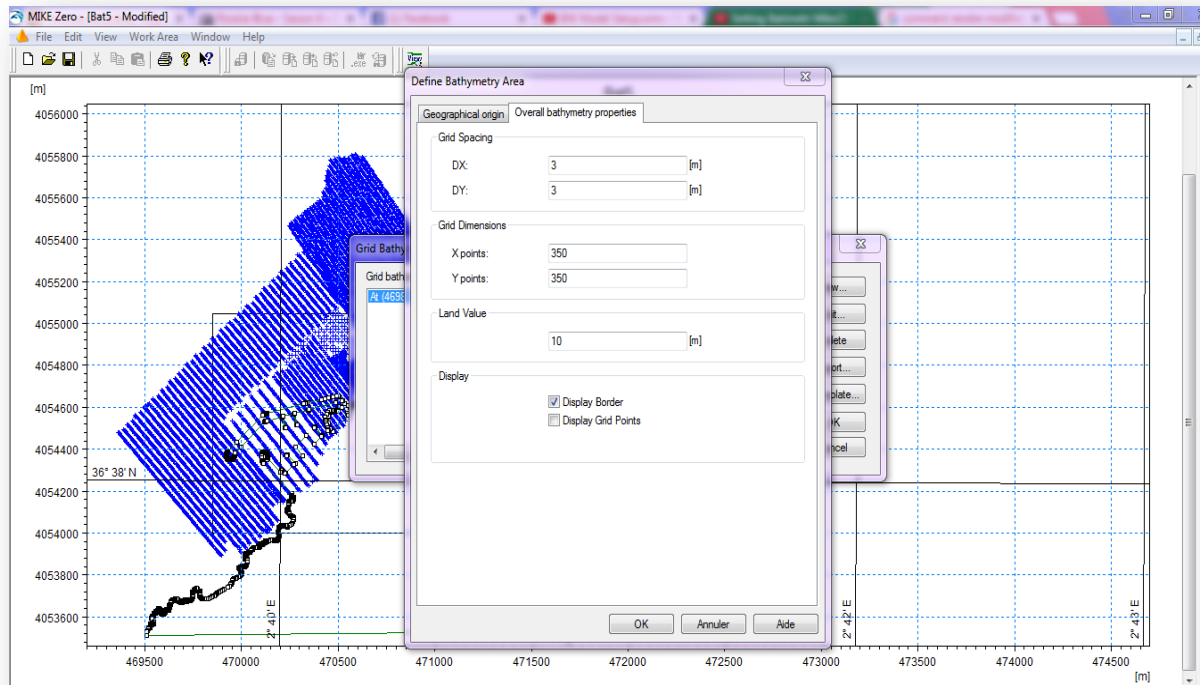 MIKE Zero - [Bat5 - Modified]
File Edit View Work Area Window Help
[m]
Define Bathymetry Area
Geographical origin Overall bathymetry properties
Grid Spacing
DX: 3 [m]
DY: 3 [m]
Grid Dimensions
X points: 350
Y points: 350
Land Value
10 [m]
Display
Display Border
Display Grid Points
OK Annuler Aide
Grid Bathy
Grid bath
At (4698
4056000
4055800
4055600
4055400
4055200
4055000
4054800
4054600
4054400
4054200
4054000
4053800
4053600
36° 38' N
2° 40' E
2° 42' E
2° 43' E
469500 470000 470500 471000 471500 472000 472500 473000 473500 474000 474500
[m]